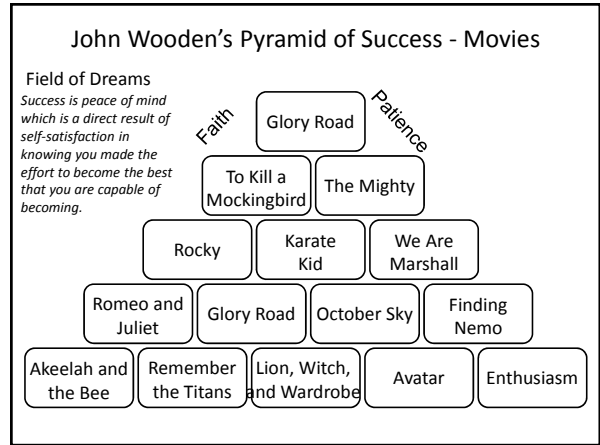 John Wooden’s Pyramid of Success - Movies
Field of Dreams
Success is peace of mind
which is a direct result of
self-satisfaction in
knowing you made the
effort to become the best
that you are capable of
becoming.
Faith
Glory Road
Patience
To Kill a
Mockingbird
The Mighty
Rocky
Karate
Kid
We Are
Marshall
Romeo and
Juliet
Glory Road
October Sky
Finding
Nemo
Akeelah and
the Bee
Remember
the Titans
Lion, Witch,
and Wardrobe
Avatar
Enthusiasm